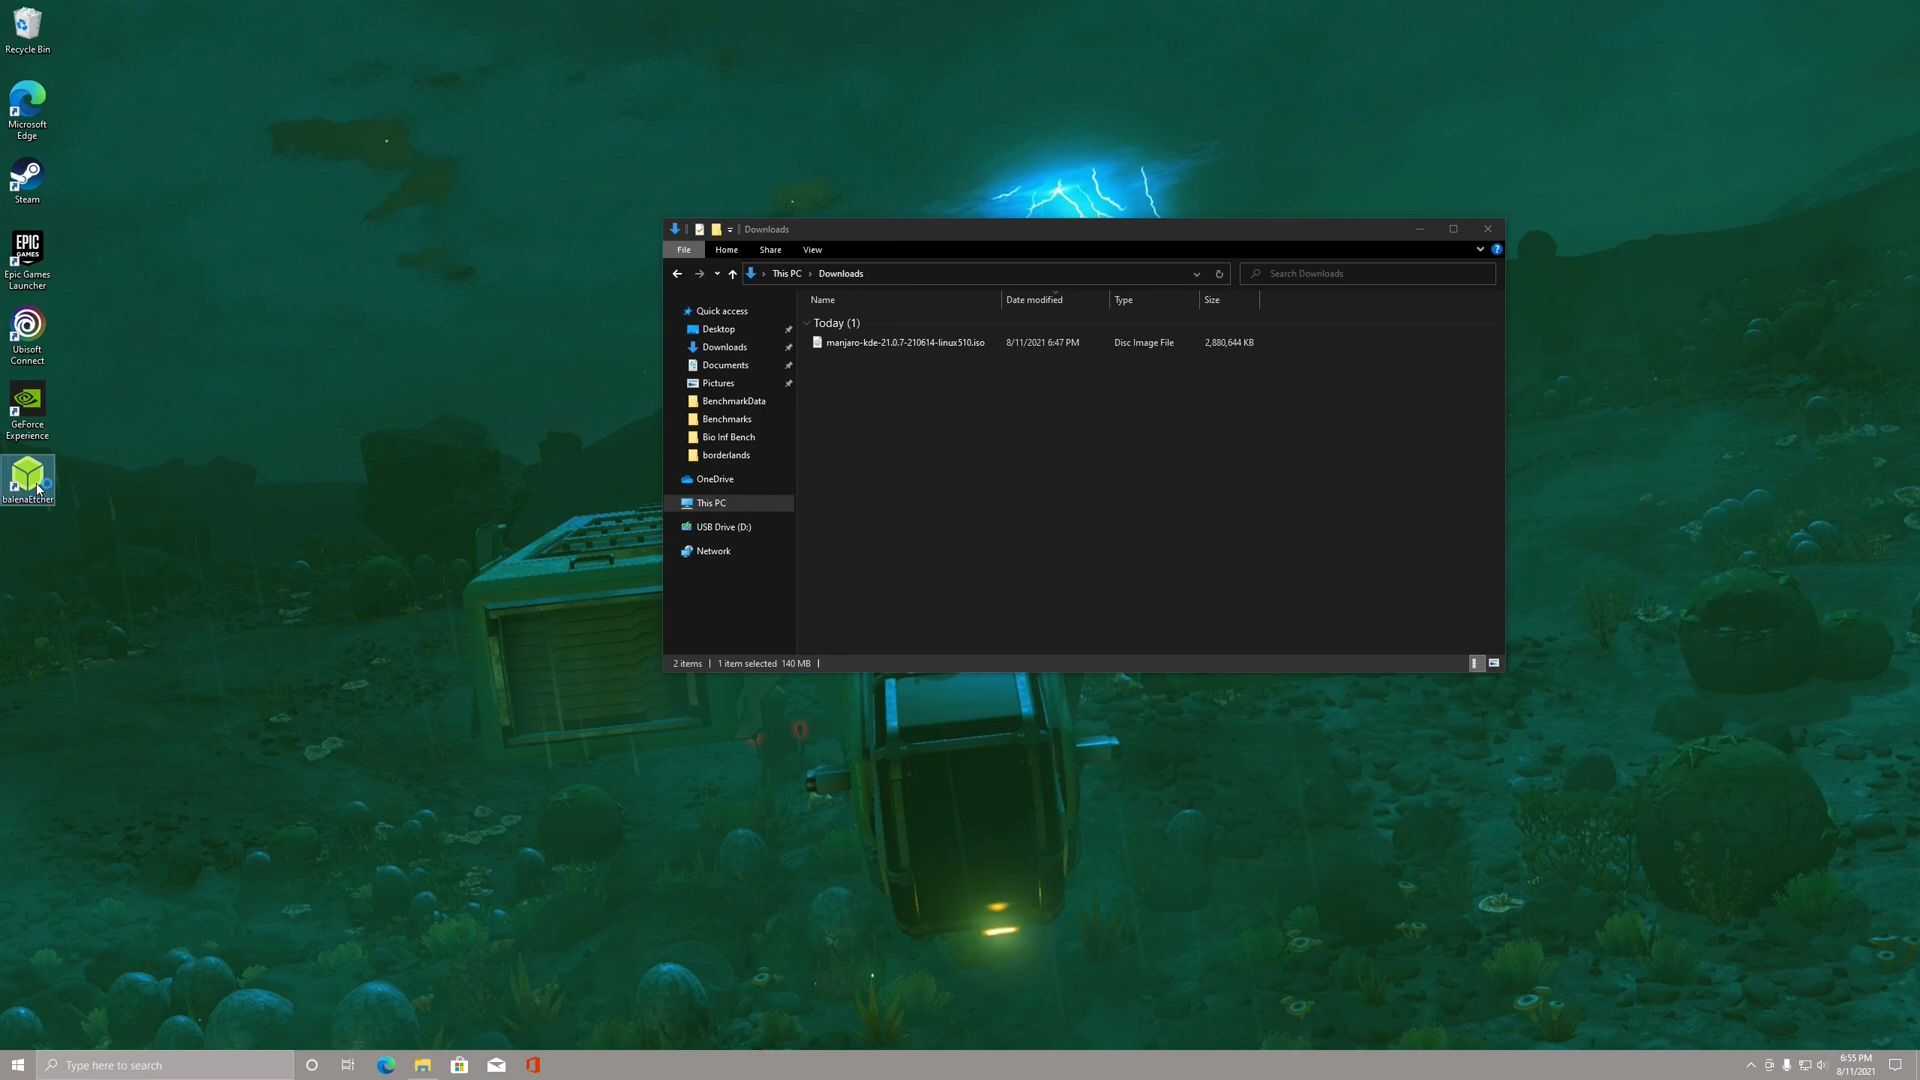 Recycle Bin
Microsoft
Edge
Steam
EPIC
GAMES
Epic Games
Launcher
Ubisoft
Connect
GeForce
Experience
balenaEtcher
Downloads
File Home Share View
This PC Downloads
Search Downloads
Name Date modified Type Size
Quick access
Desktop
Downloads
Documents
Pictures
BenchmarkData
Benchmarks
Bio Inf Bench
borderlands
OneDrive
This PC
USB Drive (D:)
Network
Today (1)
manjaro-kde-21.0.7-210614-linux510.iso 8/11/2021 6:47 PM Disc Image File 2,880,644 KB
2 items 1 item selected 140 MB
Type here to search
6:55 PM
8/11/2021